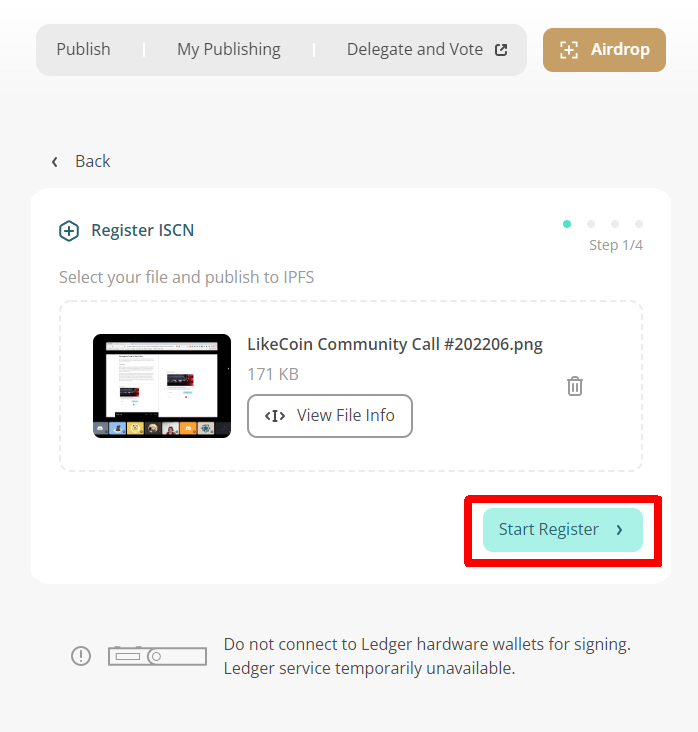 Publish
My Publishing
Delegate and Vote
Airdrop
Back
Register ISCN
Step 1/4
Select your file and publish to IPFS
LikeCoin Community Call #202206.png
171 KB
View File Info
Start Register
Do not connect to Ledger hardware wallets for signing.
Ledger service temporarily unavailable.